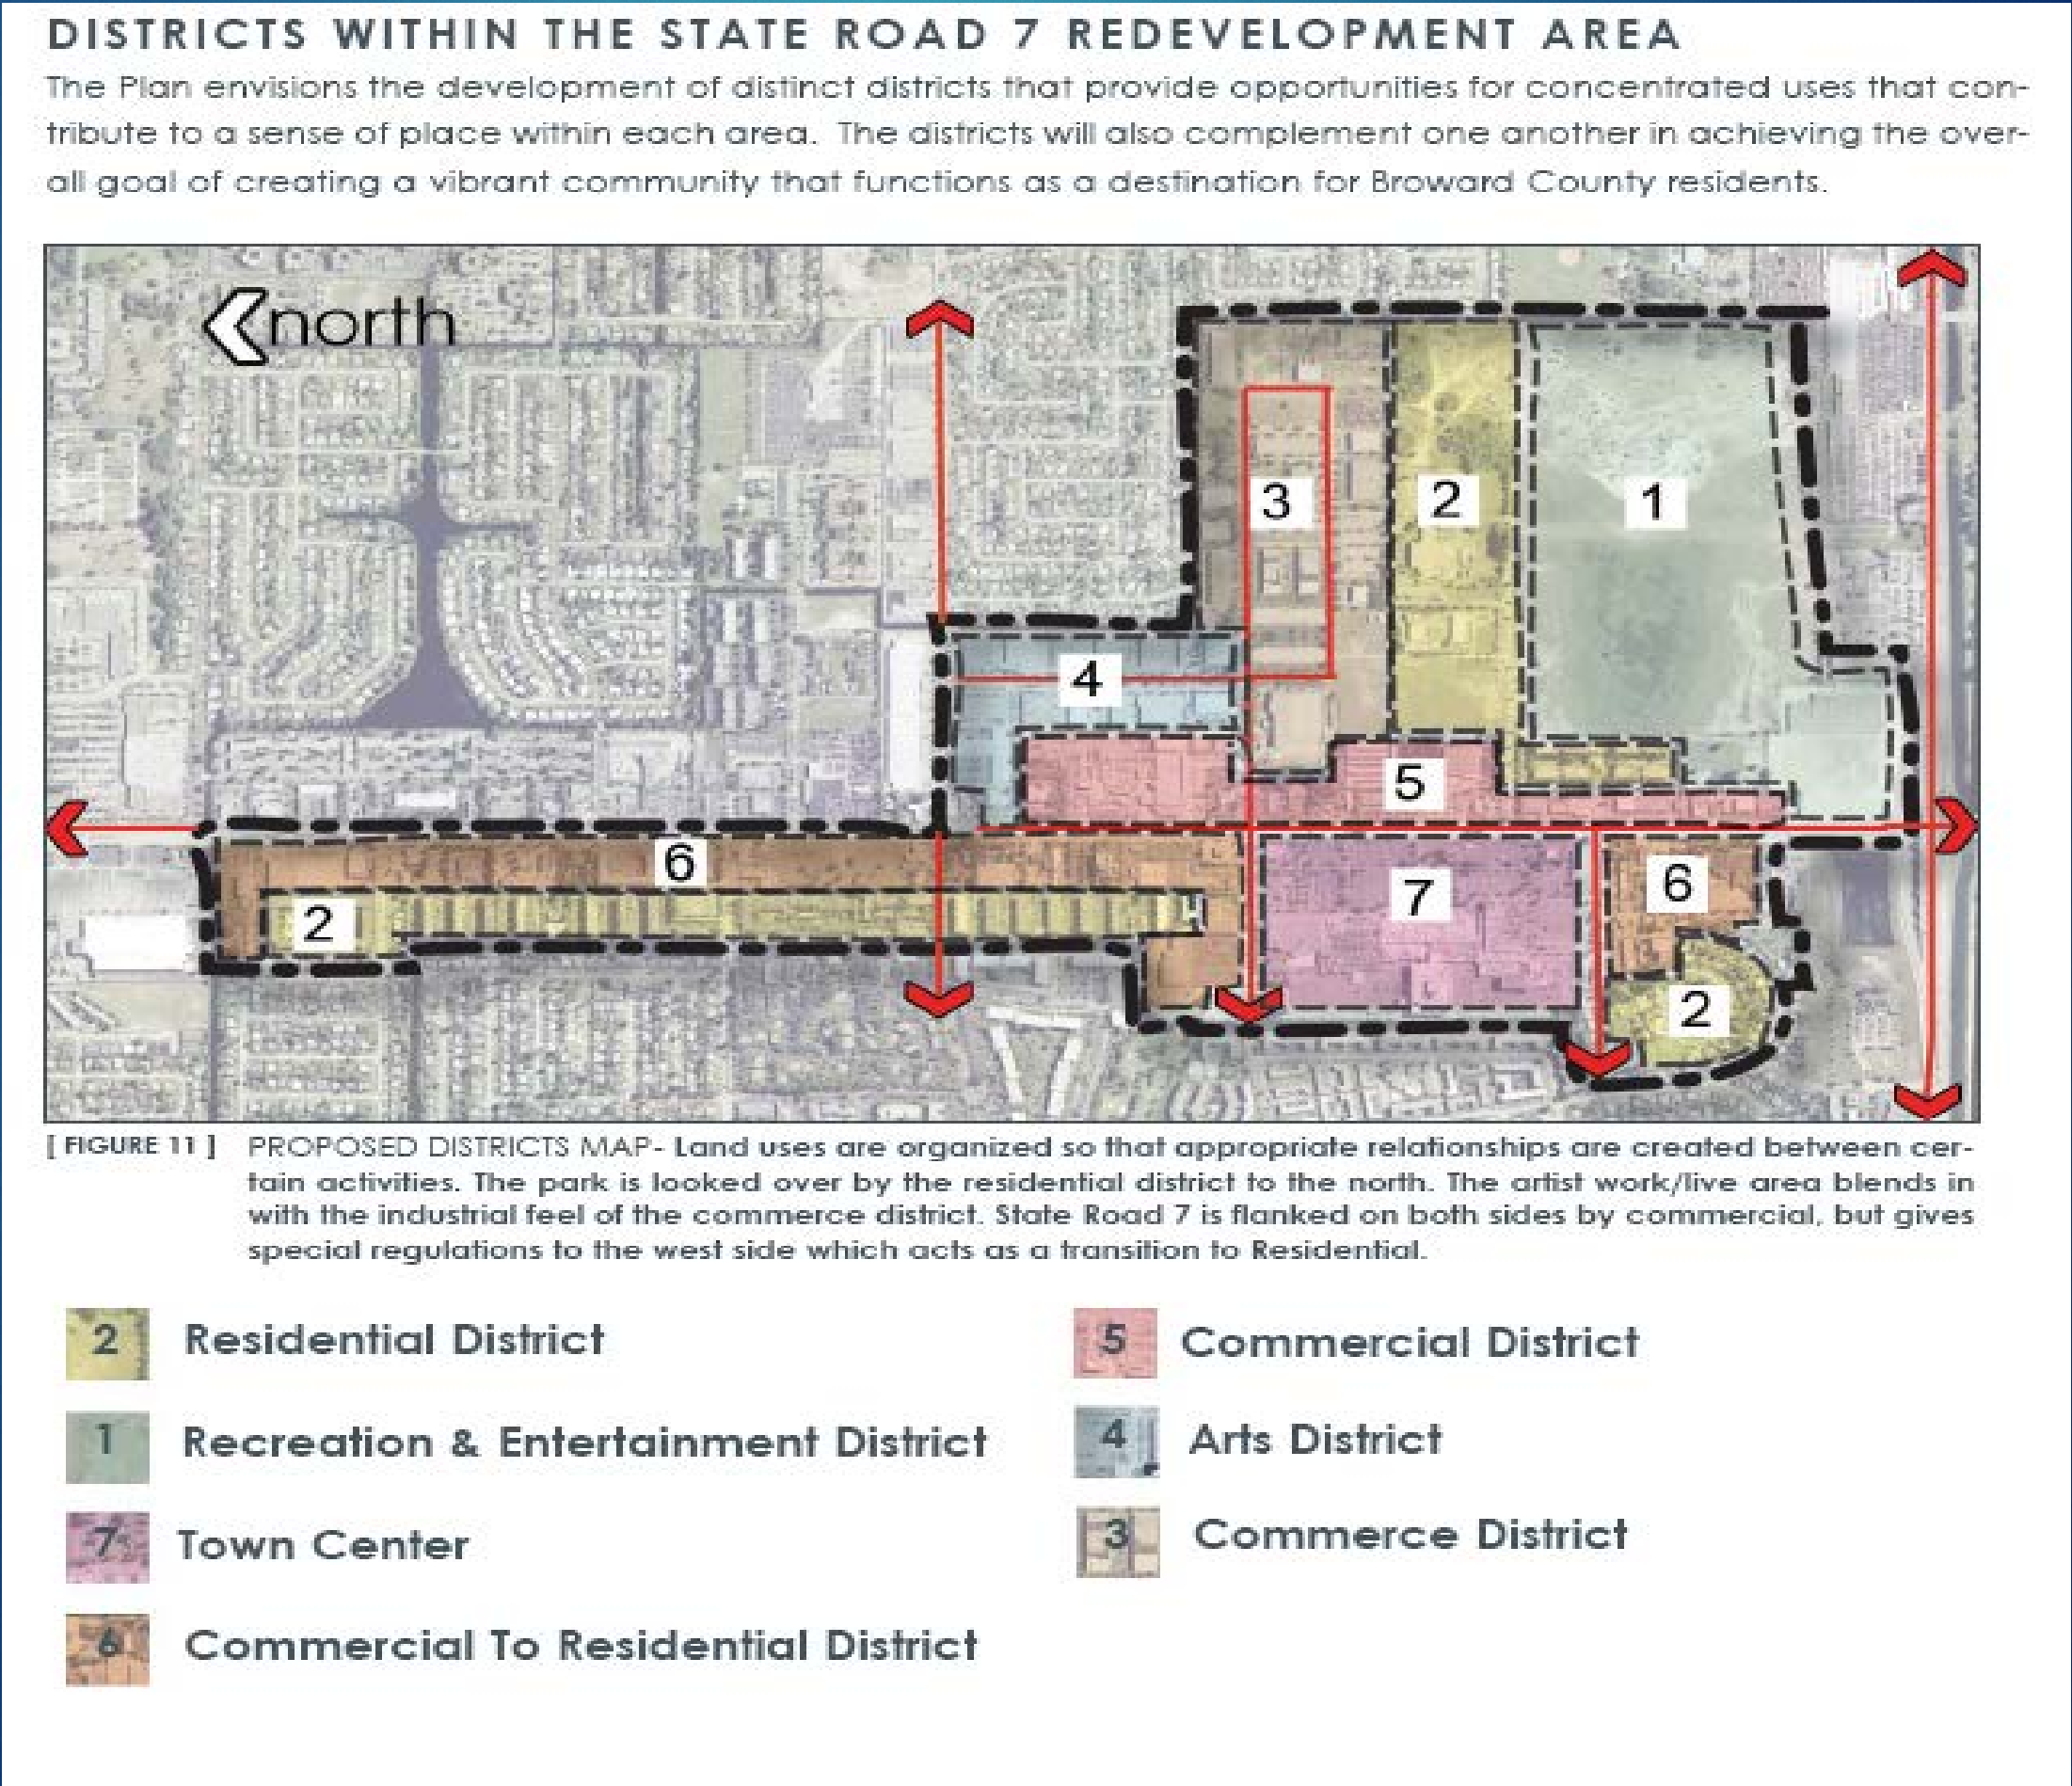 DISTRICTS WITHIN THE STATE ROAD 7 REDEVELOPMENT AREA
The Plan envisions the development of distinct districts that provide opportunities for concentrated uses that con-
tribute to a sense of place within each area. The districts will also complement one another in achieving the over-
all goal of creating a vibrant community that functions as a destination for Broward County residents.
north
3
2
1
4
5
6
7
6
2
2
[ FIGURE 11 ] PROPOSED DISTRICTS MAP- Land uses are organized so that appropriate relationships are created between cer-
tain activities. The park is looked over by the residential district to the north. The artist work/live area blends in
with the industrial feel of the commerce district. State Road 7 is flanked on both sides by commercial, but gives
special regulations to the west side which acts as a transition to Residential.
2 Residential District
1 Recreation & Entertainment District
7 Town Center
6 Commercial To Residential District
5 Commercial District
4 Arts District
3 Commerce District